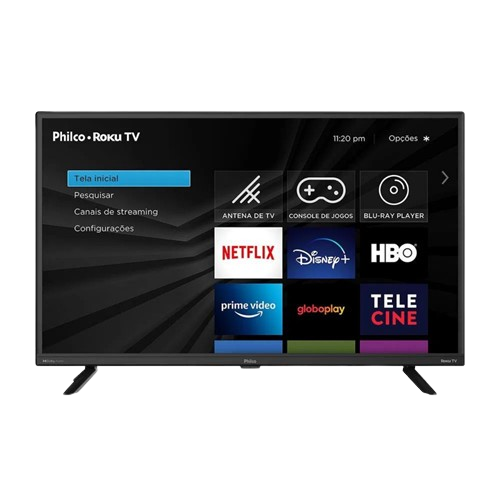 Philco • Roku TV
11:20 pm
Opções *
Tela inicial
Pesquisar
Canais de streaming
Configurações
ANTENA DE TV
CONSOLE DE JOGOS
BLU-RAY PLAYER
NETFLIX
Disney+
HBO
prime video
globoplay
TELE
CINE
Philco
Roku TV